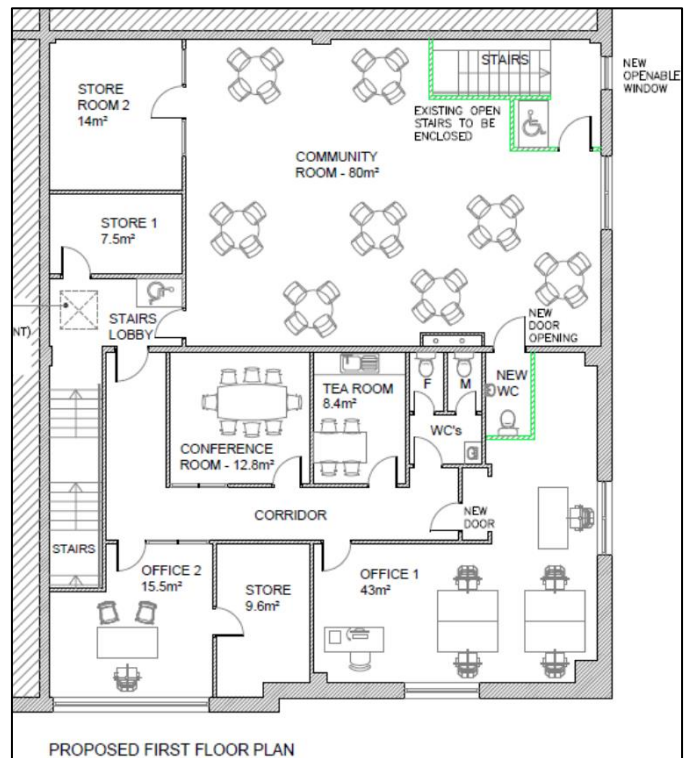 STORE
ROOM 2
14m²
STAIRS
NEW
OPENABLE
WINDOW
EXISTING OPEN
STAIRS TO BE
ENCLOSED
COMMUNITY
ROOM - 80m²
STORE 1
7.5m²
NT)
STAIRS
LOBBY
NEW
DOOR
OPENING
TEA ROOM
8.4m²
F
M
NEW
WC
WC's
CONFERENCE
ROOM - 12.8m²
CORRIDOR
NEW
DOOR
STAIRS
OFFICE 2
15.5m²
STORE
9.6m²
OFFICE 1
43m²
PROPOSED FIRST FLOOR PLAN